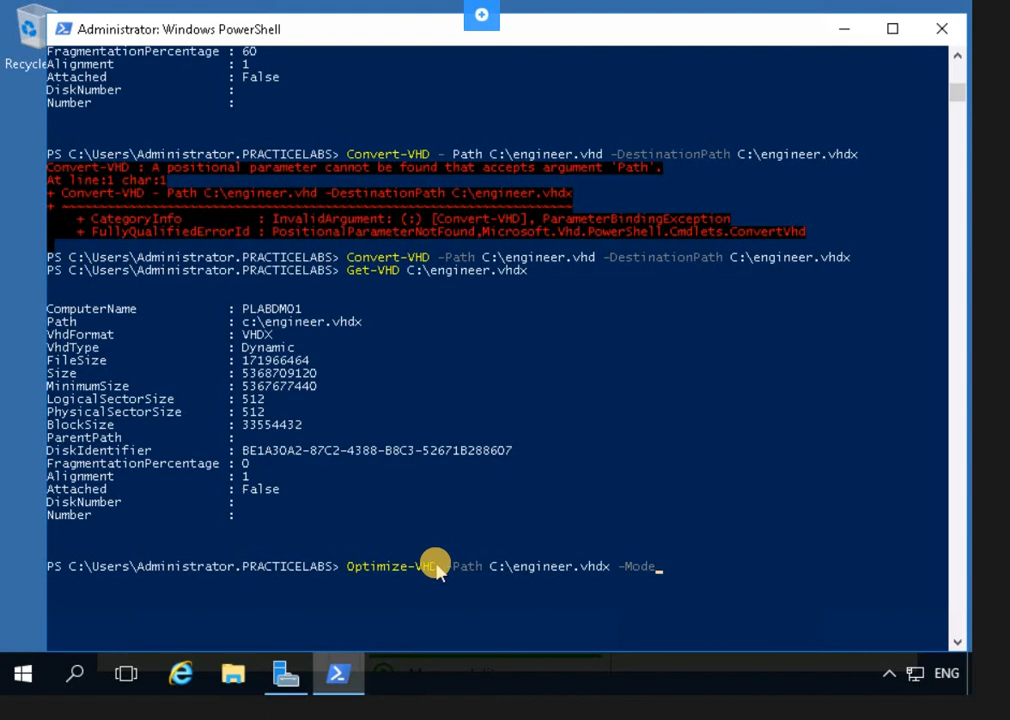 Administrator: Windows PowerShell
Recycle
FragmentationPercentage : 60
Alignment : 1
Attached : False
DiskNumber :
Number :
PS C:\Users\Administrator.PRACTICELABS> Convert-VHD - Path C:\engineer.vhd -DestinationPath C:\engineer.vhdx
Convert-VHD : A positional parameter cannot be found that accepts argument 'Path'.
At line:1 char:1
+ Convert-VHD - Path C:\engineer.vhd -DestinationPath C:\engineer.vhdx
+ ~~~~~~~~~~~~~~~~~~~~~~~~~~~~~~~~~~~~~~~~~~~~~~~~~~~~~~~~~~~~~~~~~~~~
+ CategoryInfo : InvalidArgument: (:) [Convert-VHD], ParameterBindingException
+ FullyQualifiedErrorId : PositionalParameterNotFound,Microsoft.Vhd.PowerShell.Cmdlets.ConvertVhd
PS C:\Users\Administrator.PRACTICELABS> Convert-VHD -Path C:\engineer.vhd -DestinationPath C:\engineer.vhdx
PS C:\Users\Administrator.PRACTICELABS> Get-VHD C:\engineer.vhdx
ComputerName : PLABDM01
Path : c:\engineer.vhdx
VhdFormat : VHDX
VhdType : Dynamic
FileSize : 171966464
Size : 5368709120
MinimumSize : 5367677440
LogicalSectorSize : 512
PhysicalSectorSize : 512
BlockSize : 33554432
ParentPath :
DiskIdentifier : BE1A30A2-87C2-4388-B8C3-52671B288607
FragmentationPercentage : 0
Alignment : 1
Attached : False
DiskNumber :
Number :
PS C:\Users\Administrator.PRACTICELABS> Optimize-VHD -Path C:\engineer.vhdx -Mode_
ENG